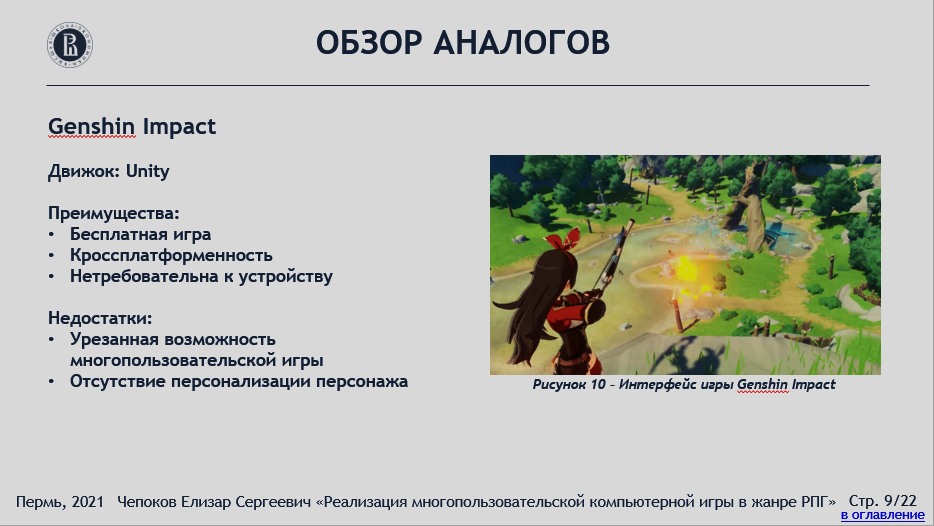 ОБЗОР АНАЛОГОВ
Genshin Impact
Движок: Unity
Преимущества:
• Бесплатная игра
• Кроссплатформенность
• Нетребовательна к устройству
Недостатки:
• Урезанная возможность
многопользовательской игры
• Отсутствие персонализации персонажа
Рисунок 10 – Интерфейс игры Genshin Impact
Пермь, 2021 Чепоков Елизар Сергеевич «Реализация многопользовательской компьютерной игры в жанре РПГ» Стр. 9/22
в оглавление